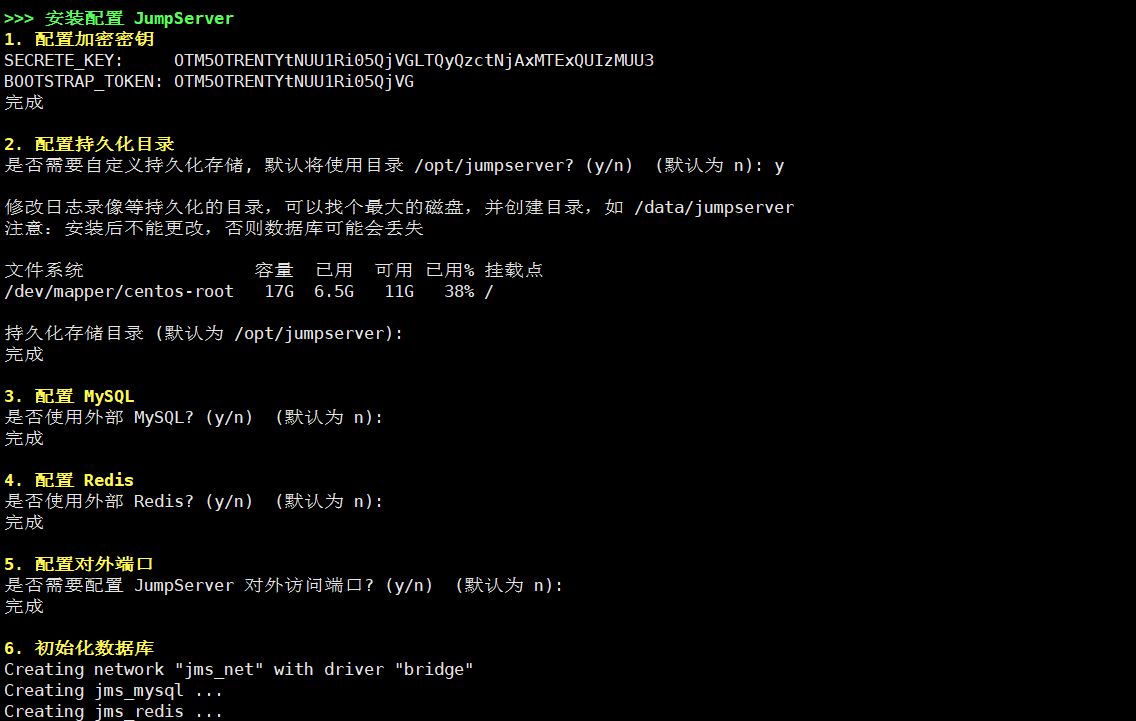 >>> 安装配置 JumpServer
1. 配置加密密钥
SECRETE_KEY:     OTM5OTRENTYtNUU1Ri05QjVGLTQyQzctNjAxMTExQUIzMUU3
BOOTSTRAP_TOKEN: OTM5OTRENTYtNUU1Ri05QjVG
完成
2. 配置持久化目录
是否需要自定义持久化存储, 默认将使用目录 /opt/jumpserver? (y/n)  (默认为 n): y
修改日志录像等持久化的目录，可以找个最大的磁盘，并创建目录，如 /data/jumpserver
注意: 安装后不能更改, 否则数据库可能会丢失
文件系统                 容量  已用  可用 已用% 挂载点
/dev/mapper/centos-root   17G  6.5G   11G   38% /
持久化存储目录 (默认为 /opt/jumpserver):
完成
3. 配置 MySQL
是否使用外部 MySQL? (y/n)  (默认为 n):
完成
4. 配置 Redis
是否使用外部 Redis? (y/n)  (默认为 n):
完成
5. 配置对外端口
是否需要配置 JumpServer 对外访问端口? (y/n)  (默认为 n):
完成
6. 初始化数据库
Creating network "jms_net" with driver "bridge"
Creating jms_mysql ...
Creating jms_redis ...